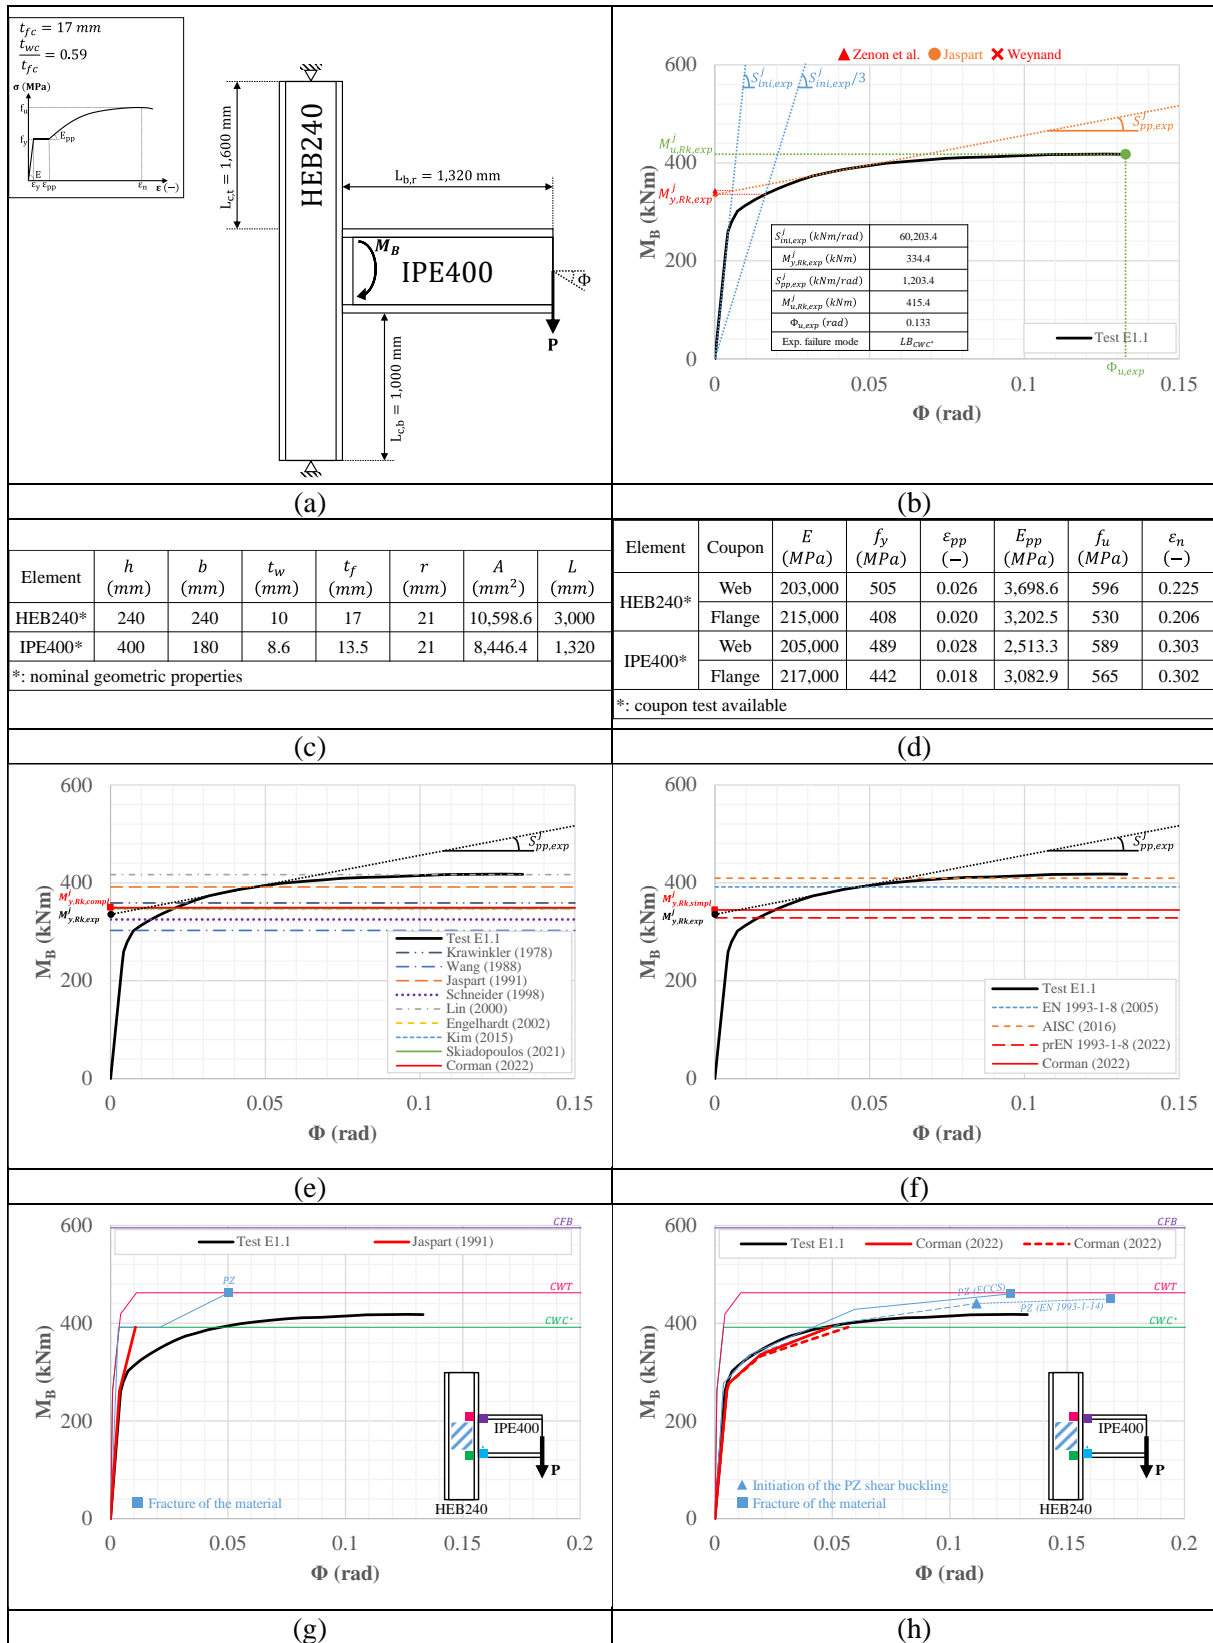 t_fc = 17 mm
t_wc / t_fc = 0.59
σ (MPa)
f_u
f_y
E_pp
E
ε_y ε_pp ε_n ε (−)
L_c,t = 1,600 mm
HEB240
L_b,r = 1,320 mm
M_B
IPE400
Φ
P
L_c,b = 1,000 mm
(a)
Zenon et al. Jaspart Weynand
600
400
200
0
M_B (kNm)
S^j_ini,exp
S^j_ini,exp/3
S^j_pp,exp
M^j_u,Rk,exp
M^j_y,Rk,exp
S^j_ini,exp (kNm/rad) 60,203.4
M^j_y,Rk,exp (kNm) 334.4
S^j_pp,exp (kNm/rad) 1,203.4
M^j_u,Rk,exp (kNm) 415.4
Φ_u,exp (rad) 0.133
Exp. failure mode LB_CWC*
Test E1.1
Φ_u,exp
0 0.05 0.1 0.15
Φ (rad)
(b)
Element h (mm) b (mm) t_w (mm) t_f (mm) r (mm) A (mm²) L (mm)
HEB240* 240 240 10 17 21 10,598.6 3,000
IPE400* 400 180 8.6 13.5 21 8,446.4 1,320
*: nominal geometric properties
(c)
Element Coupon E (MPa) f_y (MPa) ε_pp (−) E_pp (MPa) f_u (MPa) ε_n (−)
HEB240* Web 203,000 505 0.026 3,698.6 596 0.225
Flange 215,000 408 0.020 3,202.5 530 0.206
IPE400* Web 205,000 489 0.028 2,513.3 589 0.303
Flange 217,000 442 0.018 3,082.9 565 0.302
*: coupon test available
(d)
600
400
200
0
M_B (kNm)
M^j_y,Rk,compl
M^j_y,Rk,exp
S^j_pp,exp
Test E1.1
Krawinkler (1978)
Wang (1988)
Jaspart (1991)
Schneider (1998)
Lin (2000)
Engelhardt (2002)
Kim (2015)
Skiadopoulos (2021)
Corman (2022)
0 0.05 0.1 0.15
Φ (rad)
(e)
600
400
200
0
M_B (kNm)
M^j_y,Rk,simpl
M^j_y,Rk,exp
S^j_pp,exp
Test E1.1
EN 1993-1-8 (2005)
AISC (2016)
prEN 1993-1-8 (2022)
Corman (2022)
0 0.05 0.1 0.15
Φ (rad)
(f)
600
400
200
0
M_B (kNm)
CFB
Test E1.1 Jaspart (1991)
PZ
CWT
CWC*
IPE400
P
Fracture of the material
HEB240
0 0.05 0.1 0.15 0.2
Φ (rad)
(g)
600
400
200
0
M_B (kNm)
CFB
Test E1.1 Corman (2022) Corman (2022)
CWT
PZ (ECCS)
PZ (EN 1993-1-14)
CWC*
IPE400
P
Initiation of the PZ shear buckling
Fracture of the material
HEB240
0 0.05 0.1 0.15 0.2
Φ (rad)
(h)